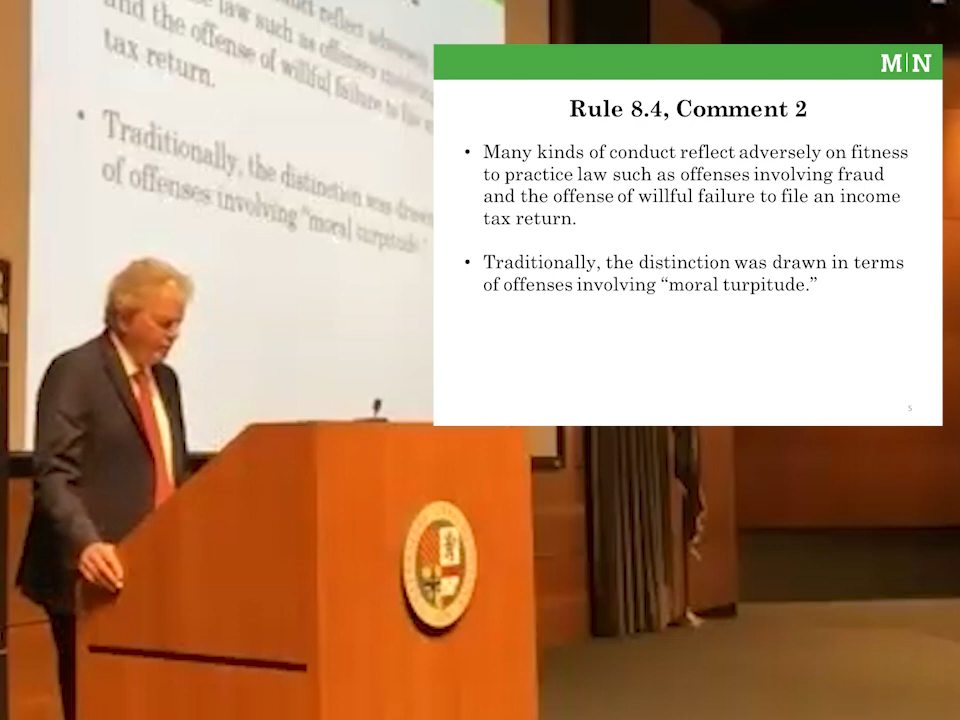 flect adversely
law such as offenses
and the offense of willful failure to file
tax return.
• Traditionally, the distinction was drawn
of offenses involving "moral turpitude."
M|N
Rule 8.4, Comment 2
• Many kinds of conduct reflect adversely on fitness
to practice law such as offenses involving fraud
and the offense of willful failure to file an income
tax return.
• Traditionally, the distinction was drawn in terms
of offenses involving “moral turpitude.”
5